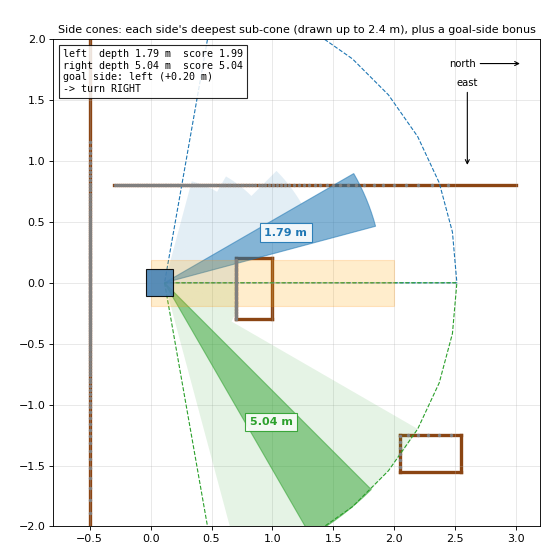 Side cones: each side's deepest sub-cone (drawn up to 2.4 m), plus a goal-side bonus
left  depth 1.79 m  score 1.99
right depth 5.04 m  score 5.04
goal side: left (+0.20 m)
-> turn RIGHT
north
east
1.79 m
5.04 m
2.0
1.5
1.0
0.5
0.0
−0.5
−1.0
−1.5
−2.0
−0.5 0.0 0.5 1.0 1.5 2.0 2.5 3.0